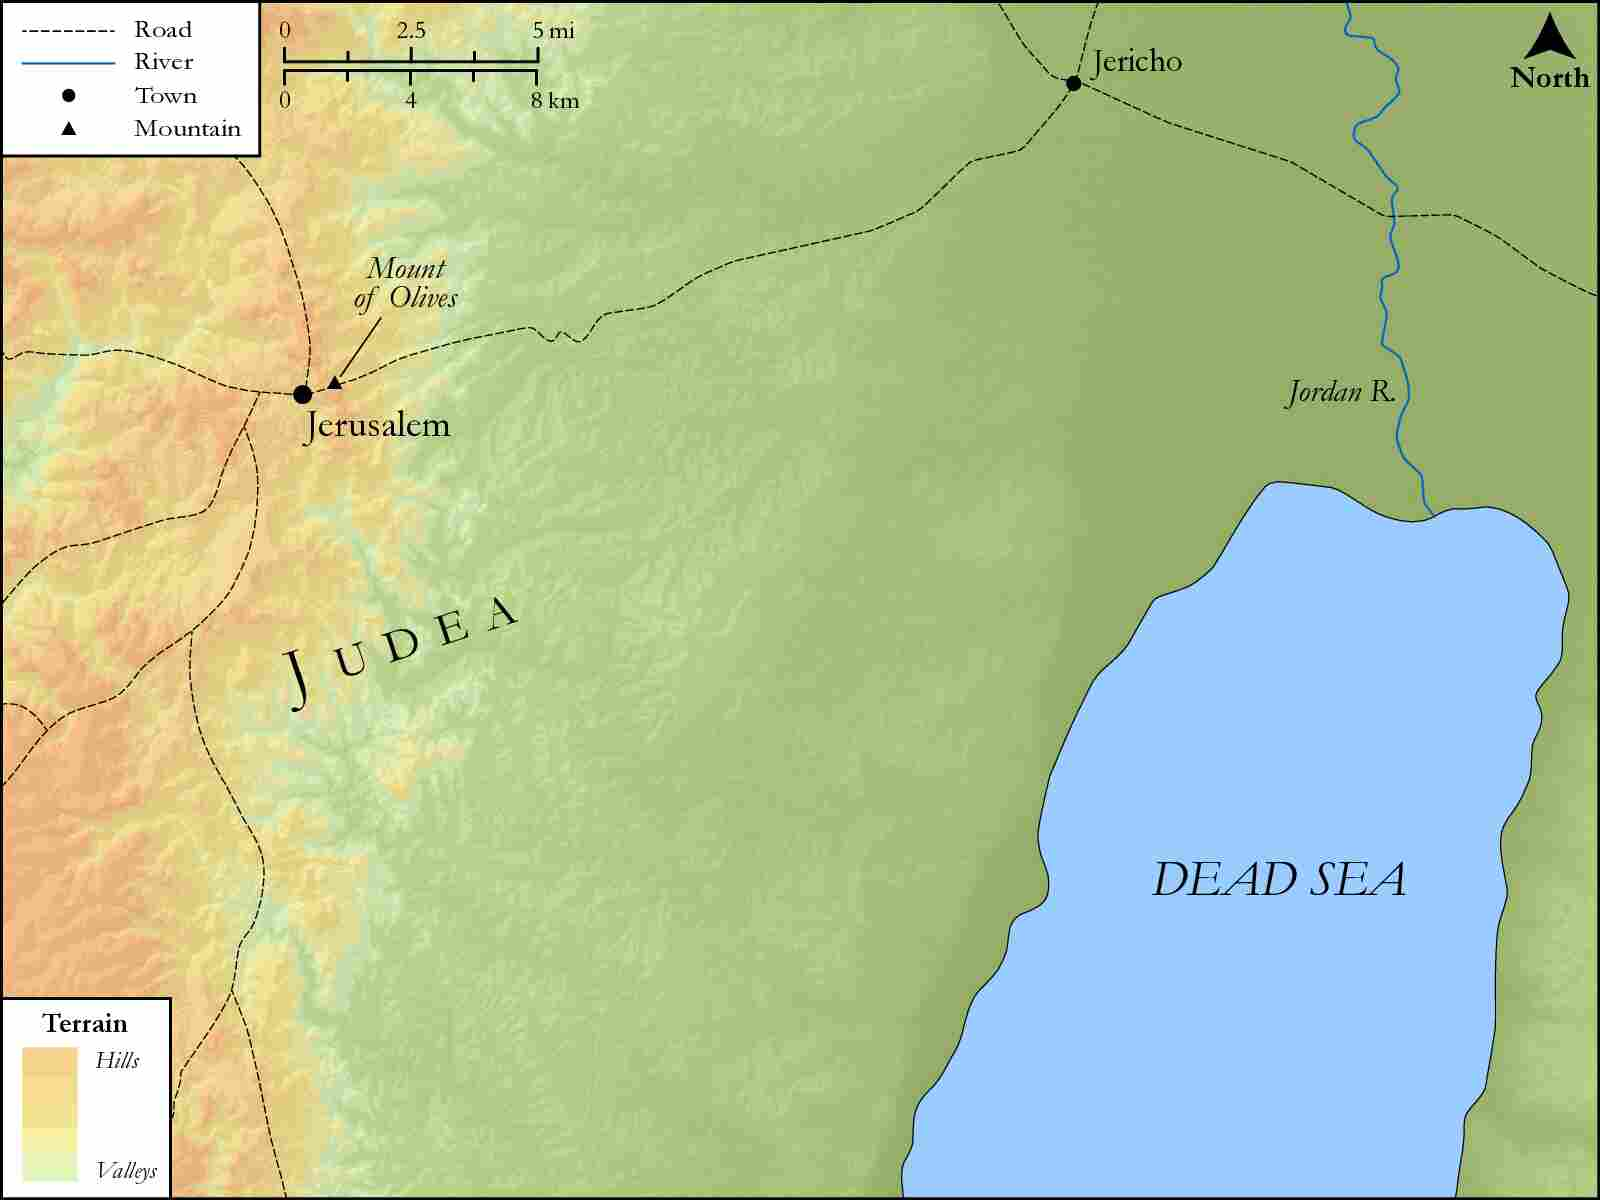 Road
River
Town
Mountain
0 2.5 5 mi
0 4 8 km
Jericho
North
Mount
of Olives
Jordan R.
Jerusalem
JUDEA
DEAD SEA
Terrain
Hills
Valleys